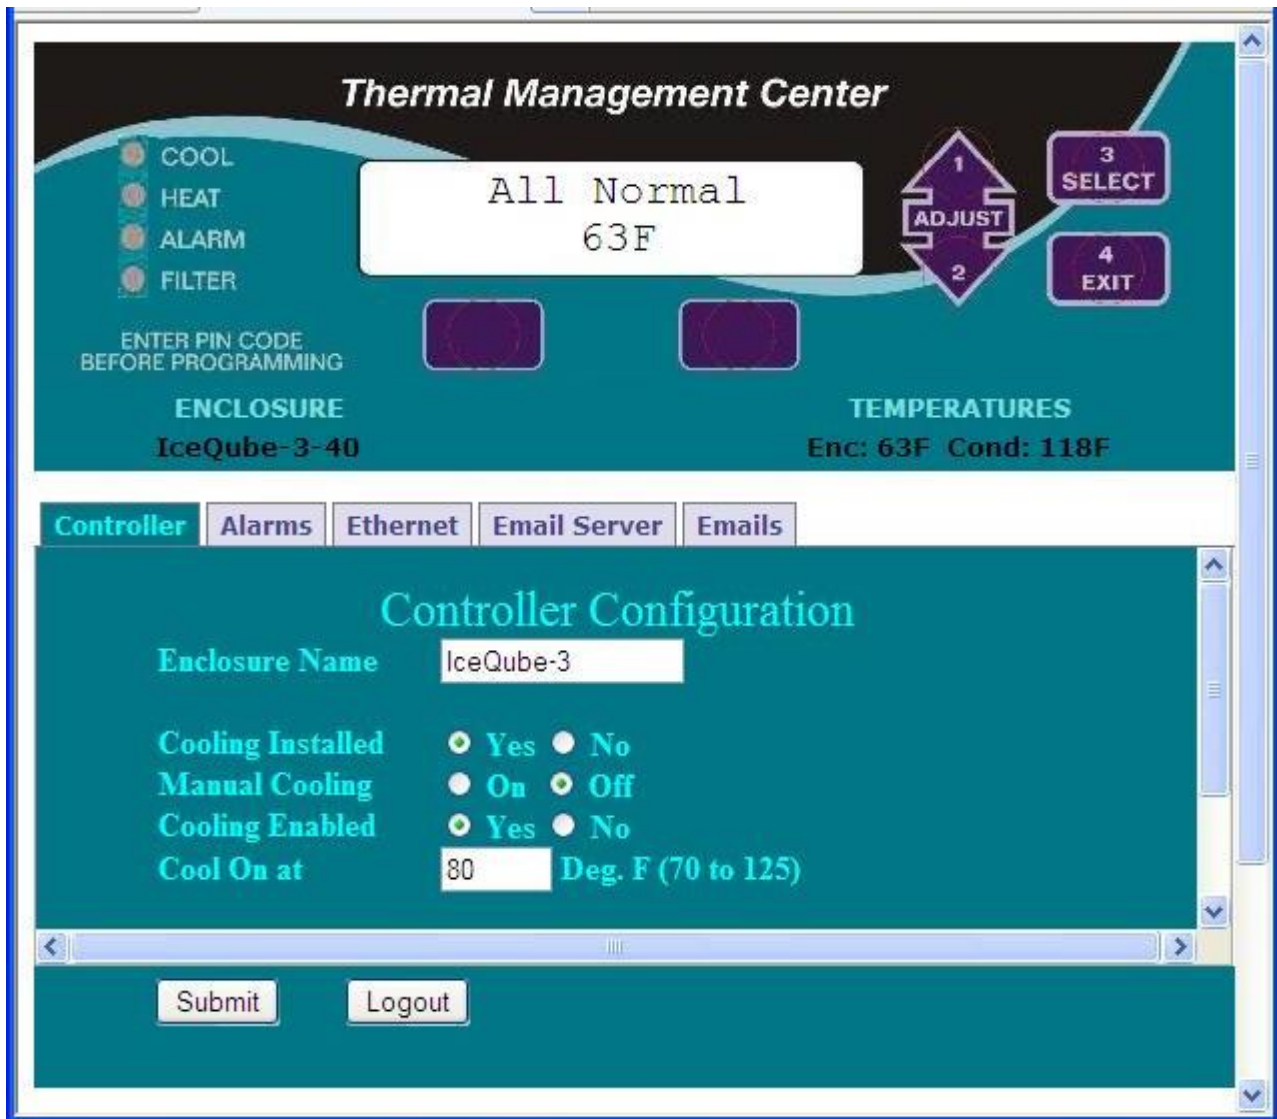 Thermal Management Center
COOL
HEAT
ALARM
FILTER
All Normal
63F
1
ADJUST
2
3
SELECT
4
EXIT
ENTER PIN CODE
BEFORE PROGRAMMING
ENCLOSURE
IceQube-3-40
TEMPERATURES
Enc: 63F Cond: 118F
Controller Alarms Ethernet Email Server Emails
Controller Configuration
Enclosure Name IceQube-3
Cooling Installed Yes No
Manual Cooling On Off
Cooling Enabled Yes No
Cool On at 80 Deg. F (70 to 125)
Submit Logout